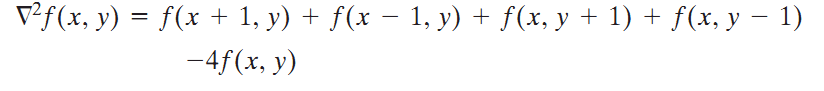 ∇²f(x, y) = f(x + 1, y) + f(x − 1, y) + f(x, y + 1) + f(x, y − 1)
−4f(x, y)